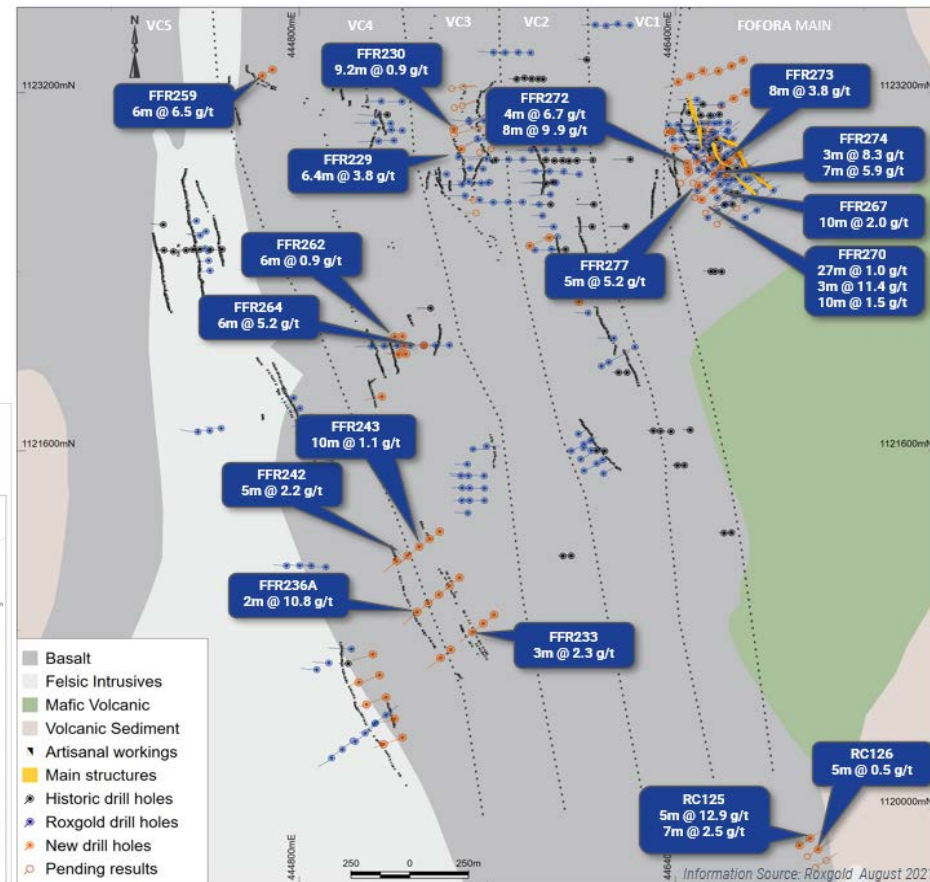 N
VC5
444800mE
VC4
VC3
VC2
VC1
446400mE
FOFORA MAIN
1123200mN
1123200mN
FFR230
9.2m @ 0.9 g/t
FFR259
6m @ 6.5 g/t
FFR272
4m @ 6.7 g/t
8m @ 9 .9 g/t
FFR273
8m @ 3.8 g/t
FFR274
3m @ 8.3 g/t
7m @ 5.9 g/t
FFR229
6.4m @ 3.8 g/t
FFR267
10m @ 2.0 g/t
FFR262
6m @ 0.9 g/t
FFR277
5m @ 5.2 g/t
FFR270
27m @ 1.0 g/t
3m @ 11.4 g/t
10m @ 1.5 g/t
FFR264
6m @ 5.2 g/t
FFR243
10m @ 1.1 g/t
1121600mN
1121600mN
FFR242
5m @ 2.2 g/t
FFR236A
2m @ 10.8 g/t
FFR233
3m @ 2.3 g/t
Basalt
Felsic Intrusives
Mafic Volcanic
Volcanic Sediment
Artisanal workings
Main structures
Historic drill holes
Roxgold drill holes
New drill holes
Pending results
RC126
5m @ 0.5 g/t
RC125
5m @ 12.9 g/t
7m @ 2.5 g/t
1120000mN
444800mE
250
0
250m
Information Source: Roxgold August 2021